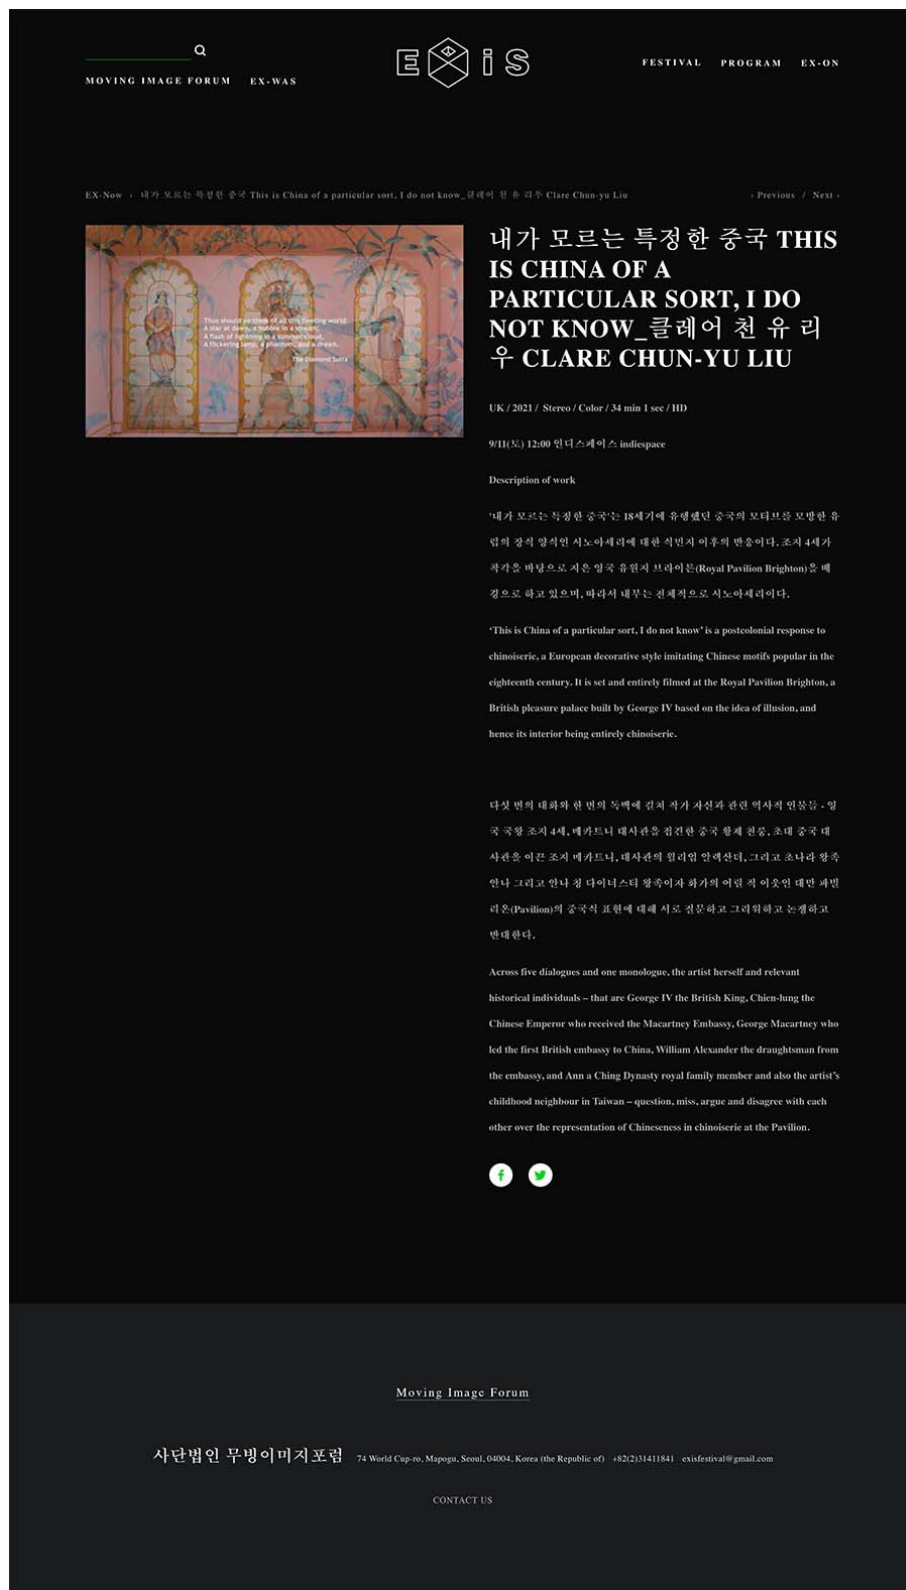 EXiS
MOVING IMAGE FORUM EX-WAS
FESTIVAL PROGRAM EX-ON
EX-Now › 내가 모르는 특정한 중국 This is China of a particular sort, I do not know_클레어 천 유 리우 Clare Chun-yu Liu
‹ Previous / Next ›
Thus should ye think of all this fleeting world:
A star at dawn, a bubble in a stream;
A flash of lightning in a summer cloud,
A flickering lamp, a phantom, and a dream.
The Diamond Sutta
내가 모르는 특정한 중국 THIS
IS CHINA OF A
PARTICULAR SORT, I DO
NOT KNOW_클레어 천 유 리
우 CLARE CHUN-YU LIU
UK / 2021 / Stereo / Color / 34 min 1 sec / HD
9/11(토) 12:00 인디스페이스 indiespace
Description of work
'내가 모르는 특정한 중국'는 18세기에 유행했던 중국의 모티브를 모방한 유
럽의 장식 양식인 시노아세리에 대한 식민지 이후의 반응이다. 조지 4세가
착각을 바탕으로 지은 영국 유원지 브라이튼(Royal Pavilion Brighton)을 배
경으로 하고 있으며, 따라서 내부는 전체적으로 시노아세리이다.
‘This is China of a particular sort, I do not know’ is a postcolonial response to
chinoiserie, a European decorative style imitating Chinese motifs popular in the
eighteenth century. It is set and entirely filmed at the Royal Pavilion Brighton, a
British pleasure palace built by George IV based on the idea of illusion, and
hence its interior being entirely chinoiserie.
다섯 번의 대화와 한 번의 독백에 걸쳐 작가 자신과 관련 역사적 인물들 - 영
국 국왕 조지 4세, 메카트니 대사관을 접견한 중국 황제 천룽, 초대 중국 대
사관을 이끈 조지 메카트니, 대사관의 윌리엄 알렉산더, 그리고 초나라 왕족
안나 그리고 안나 칭 다이너스티 왕족이자 화가의 어릴 적 이웃인 대만 파빌
리온(Pavilion)의 중국식 표현에 대해 서로 질문하고 그리워하고 논쟁하고
반대한다.
Across five dialogues and one monologue, the artist herself and relevant
historical individuals – that are George IV the British King, Chien-lung the
Chinese Emperor who received the Macartney Embassy, George Macartney who
led the first British embassy to China, William Alexander the draughtsman from
the embassy, and Ann a Ching Dynasty royal family member and also the artist’s
childhood neighbour in Taiwan – question, miss, argue and disagree with each
other over the representation of Chineseness in chinoiserie at the Pavilion.
Moving Image Forum
사단법인 무빙이미지포럼 74 World Cup-ro, Mapogu, Seoul, 04004, Korea (the Republic of) +82(2)31411841 exisfestival@gmail.com
CONTACT US